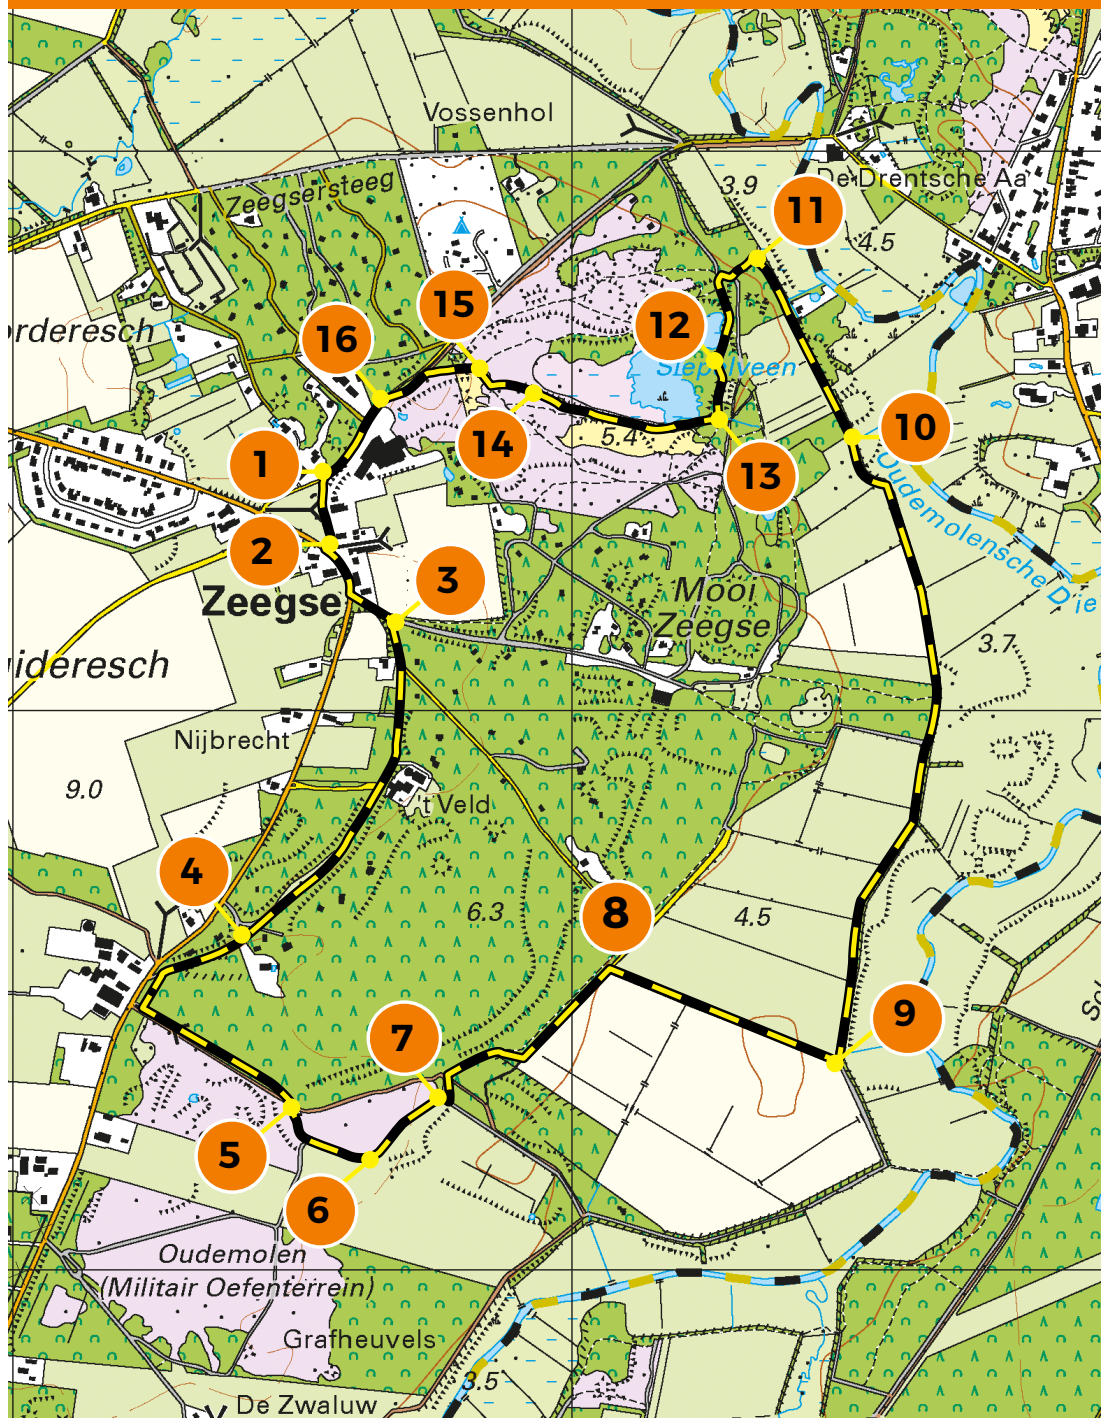 Vossenhol
Zeegsersteeg
3.9
De Drentsche Aa
11
4.5
15
12
16
orderesch
Siepelveen
14
5.4
10
1
13
Oudemolensche Die
2
3
Mooi
Zeegse
Zeegse
3.7
uideresch
Nijbrecht
9.0
't Veld
4
6.3
8
4.5
9
7
5
6
Oudemolen
(Militair Oefenterrein)
Grafheuvels
3.5
De Zwaluw